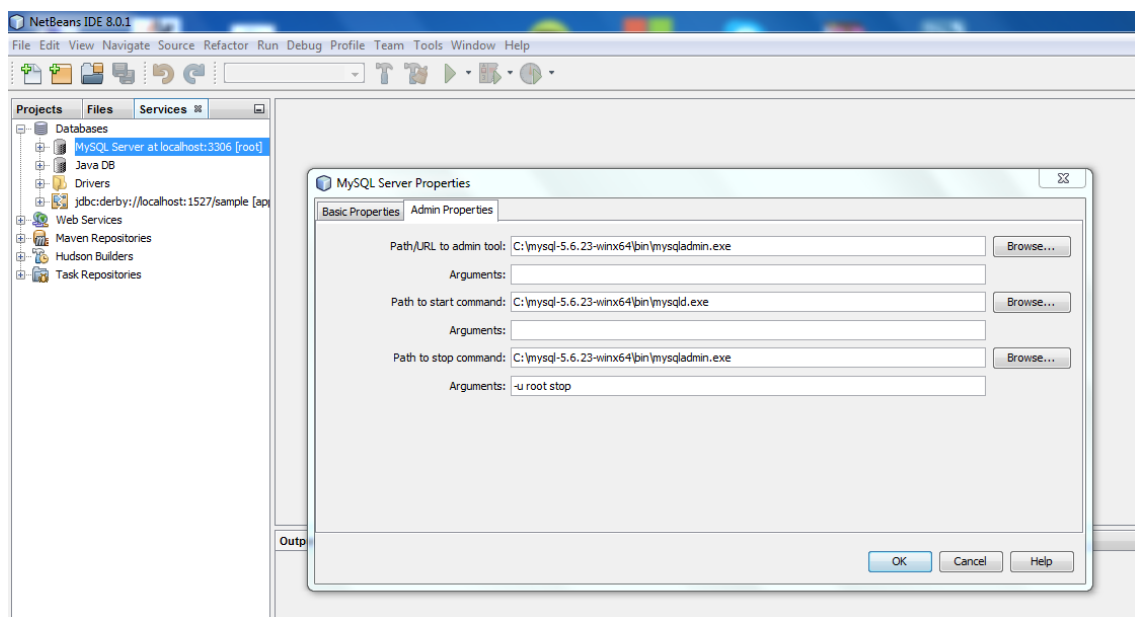 NetBeans IDE 8.0.1
File Edit View Navigate Source Refactor Run Debug Profile Team Tools Window Help
Projects Files Services
Databases
MySQL Server at localhost:3306 [root]
Java DB
Drivers
jdbc:derby://localhost:1527/sample [app
Web Services
Maven Repositories
Hudson Builders
Task Repositories
MySQL Server Properties
Basic Properties Admin Properties
Path/URL to admin tool: C:\mysql-5.6.23-winx64\bin\mysqladmin.exe Browse...
Arguments:
Path to start command: C:\mysql-5.6.23-winx64\bin\mysqld.exe Browse...
Arguments:
Path to stop command: C:\mysql-5.6.23-winx64\bin\mysqladmin.exe Browse...
Arguments: -u root stop
Outp
OK Cancel Help